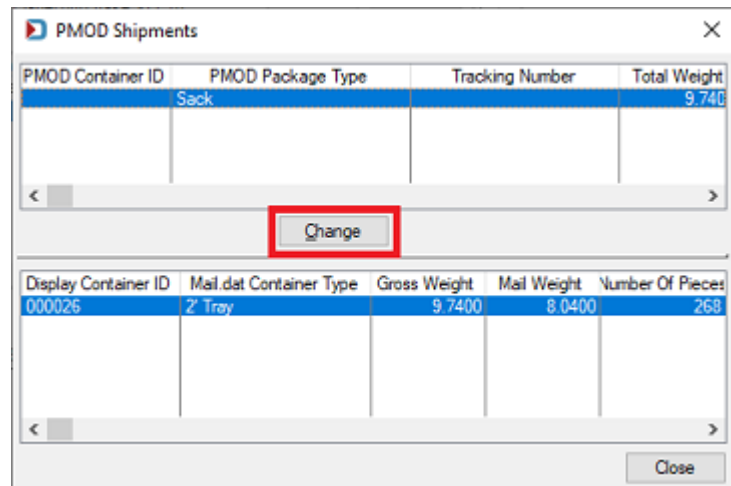 PMOD Shipments
PMOD Container ID PMOD Package Type Tracking Number Total Weight
Sack 9.740
Change
Display Container ID Mail.dat Container Type Gross Weight Mail Weight Number Of Pieces
000026 2' Tray 9.7400 8.0400 268
Close